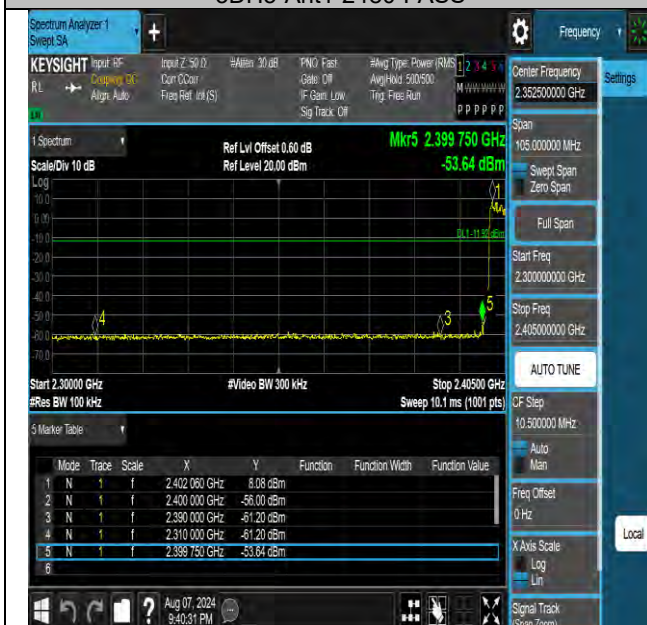 Spectrum Analyzer 1
Swept SA
+
Frequency
KEYSIGHT
RL
Input: RF
Coupling: DC
Align: Auto
Input Z: 50 Ω
Corr CCorr
Freq Ref: Int (S)
#Atten: 30 dB
PNO: Fast
Gate: Off
IF Gain: Low
Sig Track: Off
#Avg Type: Power (RMS
Avg|Hold: 500/500
Trig: Free Run
1 2 3 4 5 6
M W W W W W
P P P P P P
Center Frequency
2.352500000 GHz
Settings
Span
105.000000 MHz
Swept Span
Zero Span
Full Span
Start Freq
2.300000000 GHz
Stop Freq
2.405000000 GHz
AUTO TUNE
CF Step
10.500000 MHz
Auto
Man
Freq Offset
0 Hz
X Axis Scale
Log
Lin
Local
Signal Track
(Span Zoom)
1 Spectrum
Scale/Div 10 dB
Ref Lvl Offset 0.60 dB
Ref Level 20.00 dBm
Mkr5 2.399 750 GHz
-53.64 dBm
Log
10.0
0.00
-10.0
-20.0
-30.0
-40.0
-50.0
-60.0
-70.0
1
4
3
5
Start 2.30000 GHz
#Res BW 100 kHz
#Video BW 300 kHz
Stop 2.40500 GHz
Sweep 10.1 ms (1001 pts)
5 Marker Table
Mode Trace Scale X Y Function Function Width Function Value
1 N 1 f 2.402 060 GHz 8.08 dBm
2 N 1 f 2.400 000 GHz -56.00 dBm
3 N 1 f 2.390 000 GHz -61.20 dBm
4 N 1 f 2.310 000 GHz -61.20 dBm
5 N 1 f 2.399 750 GHz -53.64 dBm
6
?
Aug 07, 2024
9:40:31 PM